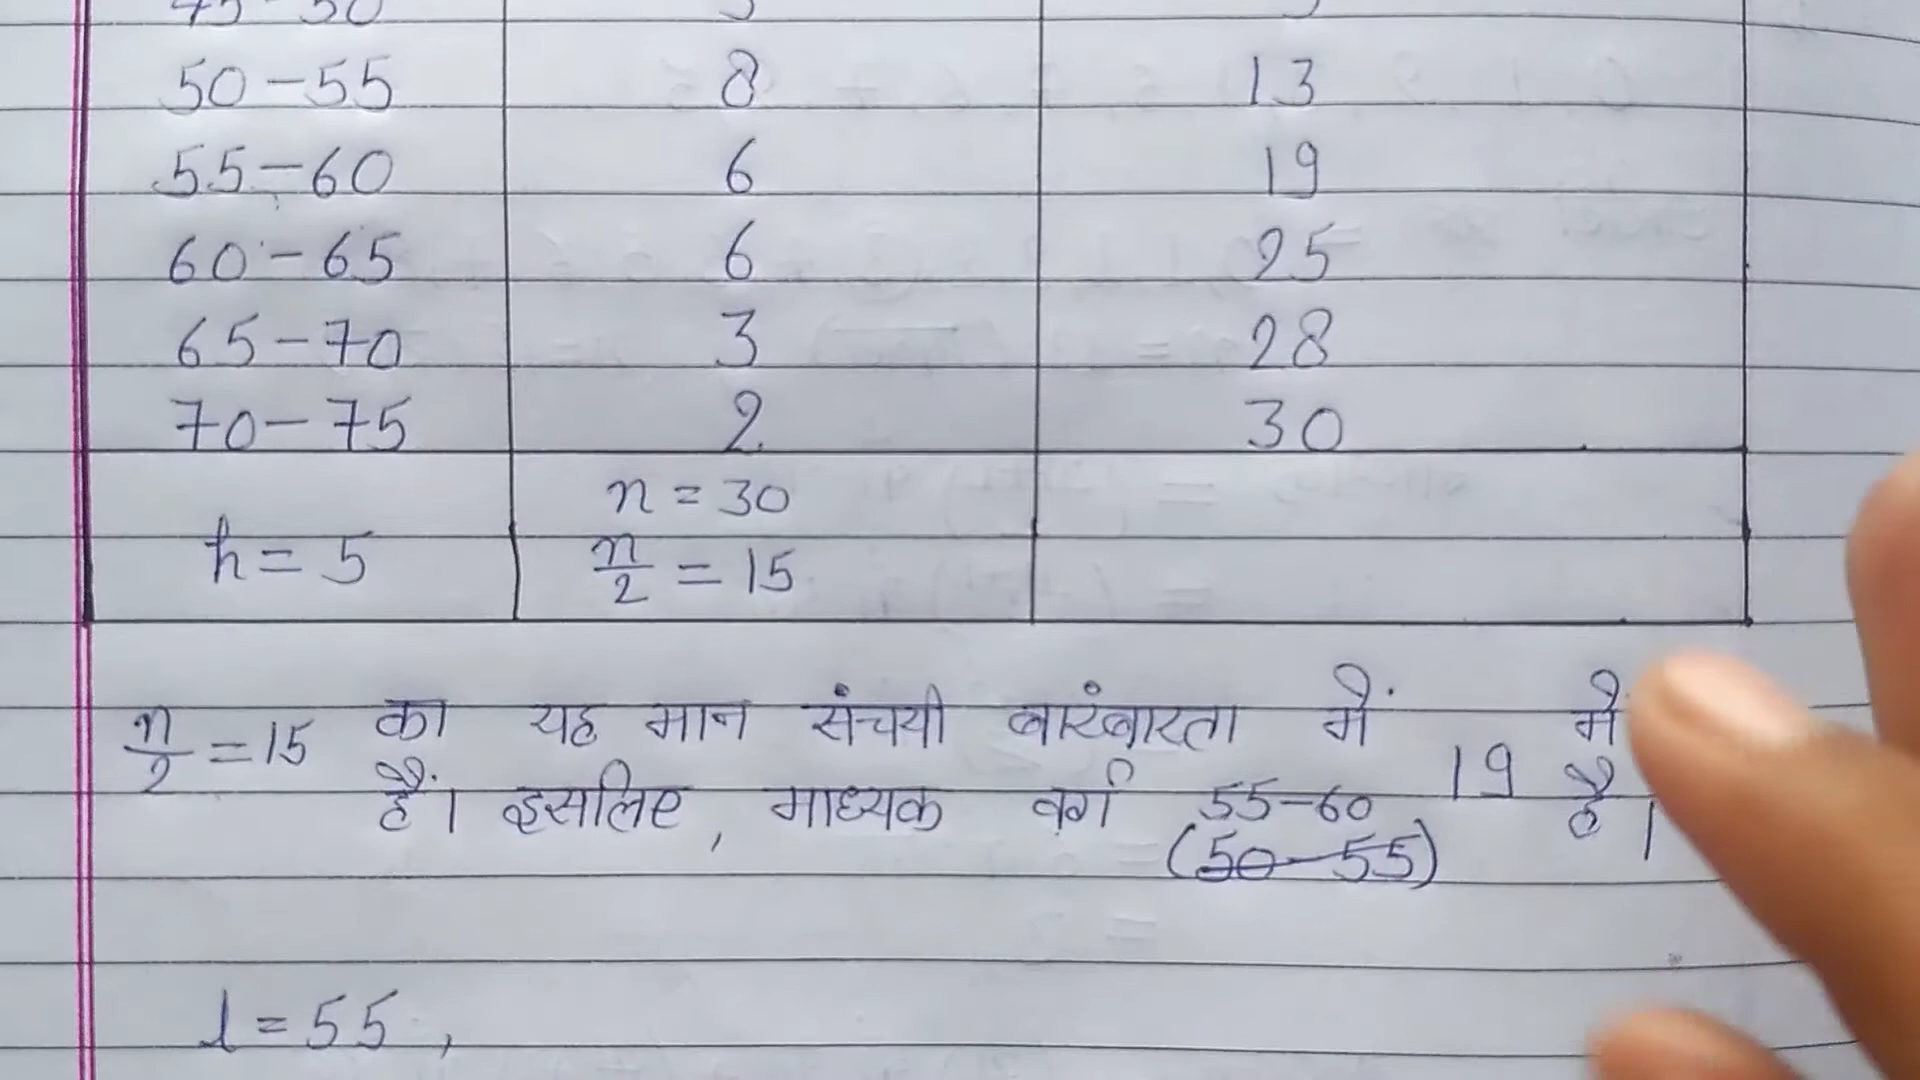 50-55 8 13
55-60 6 19
60-65 6 25
65-70 3 28
70-75 2 30
n = 30
h = 5 n/2 = 15
n/2 = 15 का यह मान संचयी बारंबारता में 19 में
है। इसलिए, माध्यक वर्ग 55-60 है।
(50-55)
l = 55,